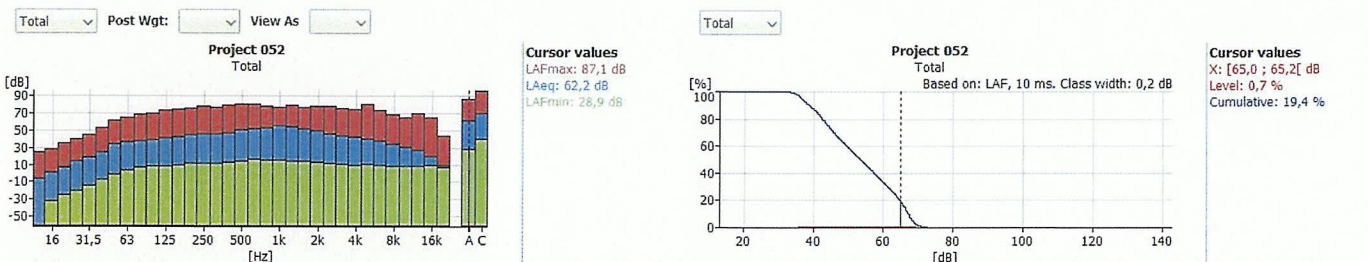 Total Post Wgt: View As
Project 052
Total
[dB]
90
70
50
30
10
-10
-30
-50
16 31,5 63 125 250 500 1k 2k 4k 8k 16k A C
[Hz]
Cursor values
LAFmax: 87,1 dB
LAeq: 62,2 dB
LAFmin: 28,9 dB
Total
Project 052
Total
Based on: LAF, 10 ms. Class width: 0,2 dB
[%]
100
80
60
40
20
0
20 40 60 80 100 120 140
[dB]
Cursor values
X: [65,0 ; 65,2[ dB
Level: 0,7 %
Cumulative: 19,4 %